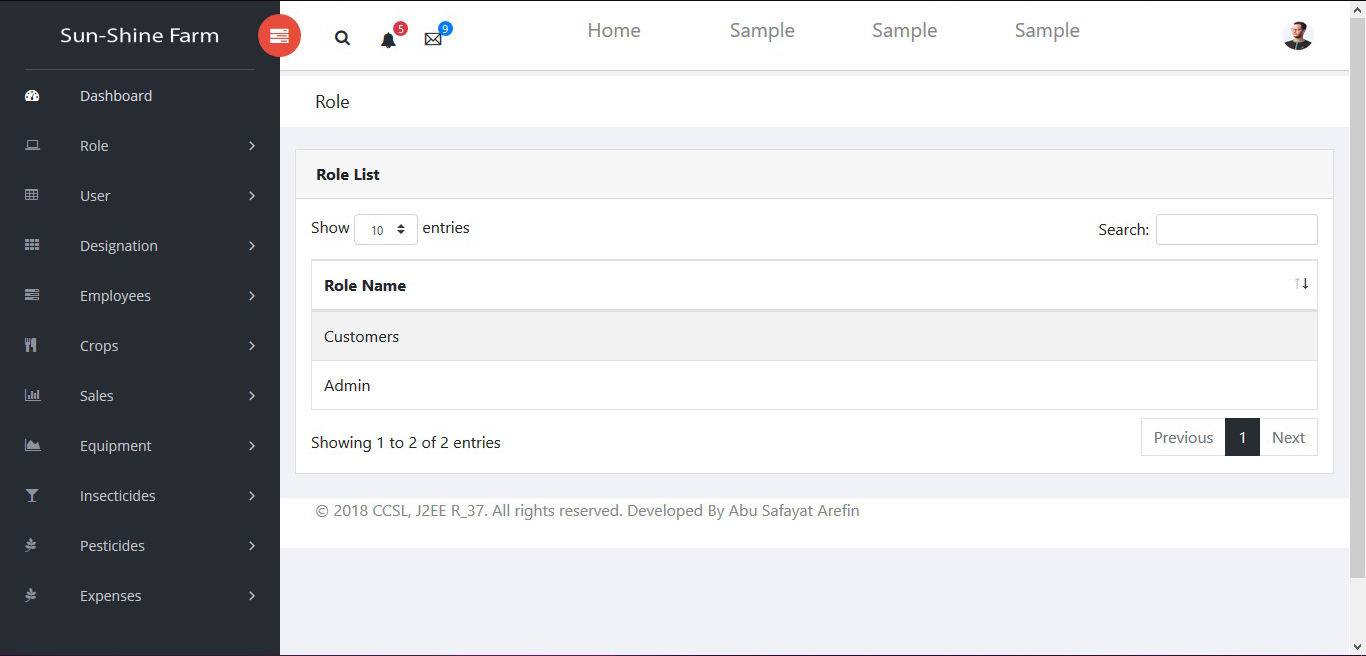 Sun-Shine Farm
5
9
Home
Sample
Sample
Sample
Dashboard
Role
User
Designation
Employees
Crops
Sales
Equipment
Insecticides
Pesticides
Expenses
Role
Role List
Show 10 entries
Search:
Role Name
Customers
Admin
Showing 1 to 2 of 2 entries
Previous 1 Next
© 2018 CCSL, J2EE R_37. All rights reserved. Developed By Abu Safayat Arefin